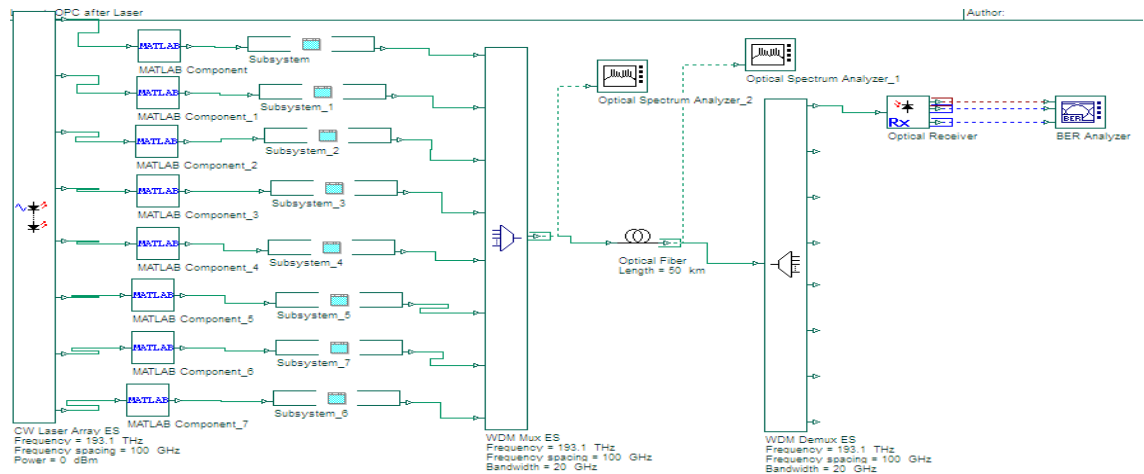 OPC after Laser
Author:
MATLAB
MATLAB Component
Subsystem
MATLAB
MATLAB Component_1
Subsystem_1
MATLAB
MATLAB Component_2
Subsystem_2
MATLAB
MATLAB Component_3
Subsystem_3
MATLAB
MATLAB Component_4
Subsystem_4
MATLAB
MATLAB Component_5
Subsystem_5
MATLAB
MATLAB Component_6
Subsystem_7
MATLAB
MATLAB Component_7
Subsystem_6
CW Laser Array ES
Frequency = 193.1 THz
Frequency spacing = 100 GHz
Power = 0 dBm
WDM Mux ES
Frequency = 193.1 THz
Frequency spacing = 100 GHz
Bandwidth = 20 GHz
Optical Spectrum Analyzer_2
Optical Spectrum Analyzer_1
Optical Fiber
Length = 50 km
WDM Demux ES
Frequency = 193.1 THz
Frequency spacing = 100 GHz
Bandwidth = 20 GHz
Rx
Optical Receiver
BER
BER Analyzer